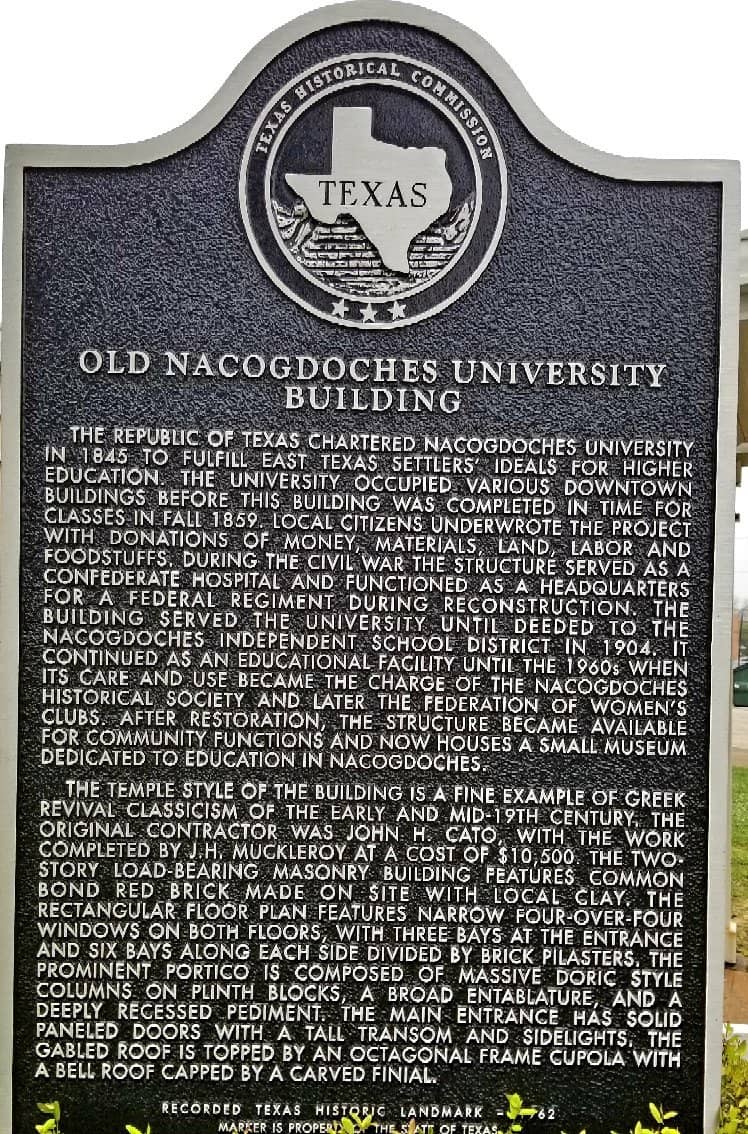 TEXAS HISTORICAL COMMISSION
TEXAS
OLD NACOGDOCHES UNIVERSITY
BUILDING
THE REPUBLIC OF TEXAS CHARTERED NACOGDOCHES UNIVERSITY
IN 1845 TO FULFILL EAST TEXAS SETTLERS' IDEALS FOR HIGHER
EDUCATION. THE UNIVERSITY OCCUPIED VARIOUS DOWNTOWN
BUILDINGS BEFORE THIS BUILDING WAS COMPLETED IN TIME FOR
CLASSES IN FALL 1859. LOCAL CITIZENS UNDERWROTE THE PROJECT
WITH DONATIONS OF MONEY, MATERIALS, LAND, LABOR AND
FOODSTUFFS. DURING THE CIVIL WAR THE STRUCTURE SERVED AS A
CONFEDERATE HOSPITAL AND FUNCTIONED AS A HEADQUARTERS
FOR A FEDERAL REGIMENT DURING RECONSTRUCTION. THE
BUILDING SERVED THE UNIVERSITY UNTIL DEEDED TO THE
NACOGDOCHES INDEPENDENT SCHOOL DISTRICT IN 1904. IT
CONTINUED AS AN EDUCATIONAL FACILITY UNTIL THE 1960s WHEN
ITS CARE AND USE BECAME THE CHARGE OF THE NACOGDOCHES
HISTORICAL SOCIETY AND LATER THE FEDERATION OF WOMEN'S
CLUBS. AFTER RESTORATION, THE STRUCTURE BECAME AVAILABLE
FOR COMMUNITY FUNCTIONS AND NOW HOUSES A SMALL MUSEUM
DEDICATED TO EDUCATION IN NACOGDOCHES.
THE TEMPLE STYLE OF THE BUILDING IS A FINE EXAMPLE OF GREEK
REVIVAL CLASSICISM OF THE EARLY AND MID-19TH CENTURY. THE
ORIGINAL CONTRACTOR WAS JOHN H. CATO, WITH THE WORK
COMPLETED BY J.H. MUCKLEROY AT A COST OF $10,500. THE TWO-
STORY LOAD-BEARING MASONRY BUILDING FEATURES COMMON
BOND RED BRICK MADE ON SITE WITH LOCAL CLAY. THE
RECTANGULAR FLOOR PLAN FEATURES NARROW FOUR-OVER-FOUR
WINDOWS ON BOTH FLOORS, WITH THREE BAYS AT THE ENTRANCE
AND SIX BAYS ALONG EACH SIDE DIVIDED BY BRICK PILASTERS. THE
PROMINENT PORTICO IS COMPOSED OF MASSIVE DORIC STYLE
COLUMNS ON PLINTH BLOCKS, A BROAD ENTABLATURE, AND A
DEEPLY RECESSED PEDIMENT. THE MAIN ENTRANCE HAS SOLID
PANELED DOORS WITH A TALL TRANSOM AND SIDELIGHTS. THE
GABLED ROOF IS TOPPED BY AN OCTAGONAL FRAME CUPOLA WITH
A BELL ROOF CAPPED BY A CARVED FINIAL.
RECORDED TEXAS HISTORIC LANDMARK –
MARKER IS THE STATE OF TEXAS